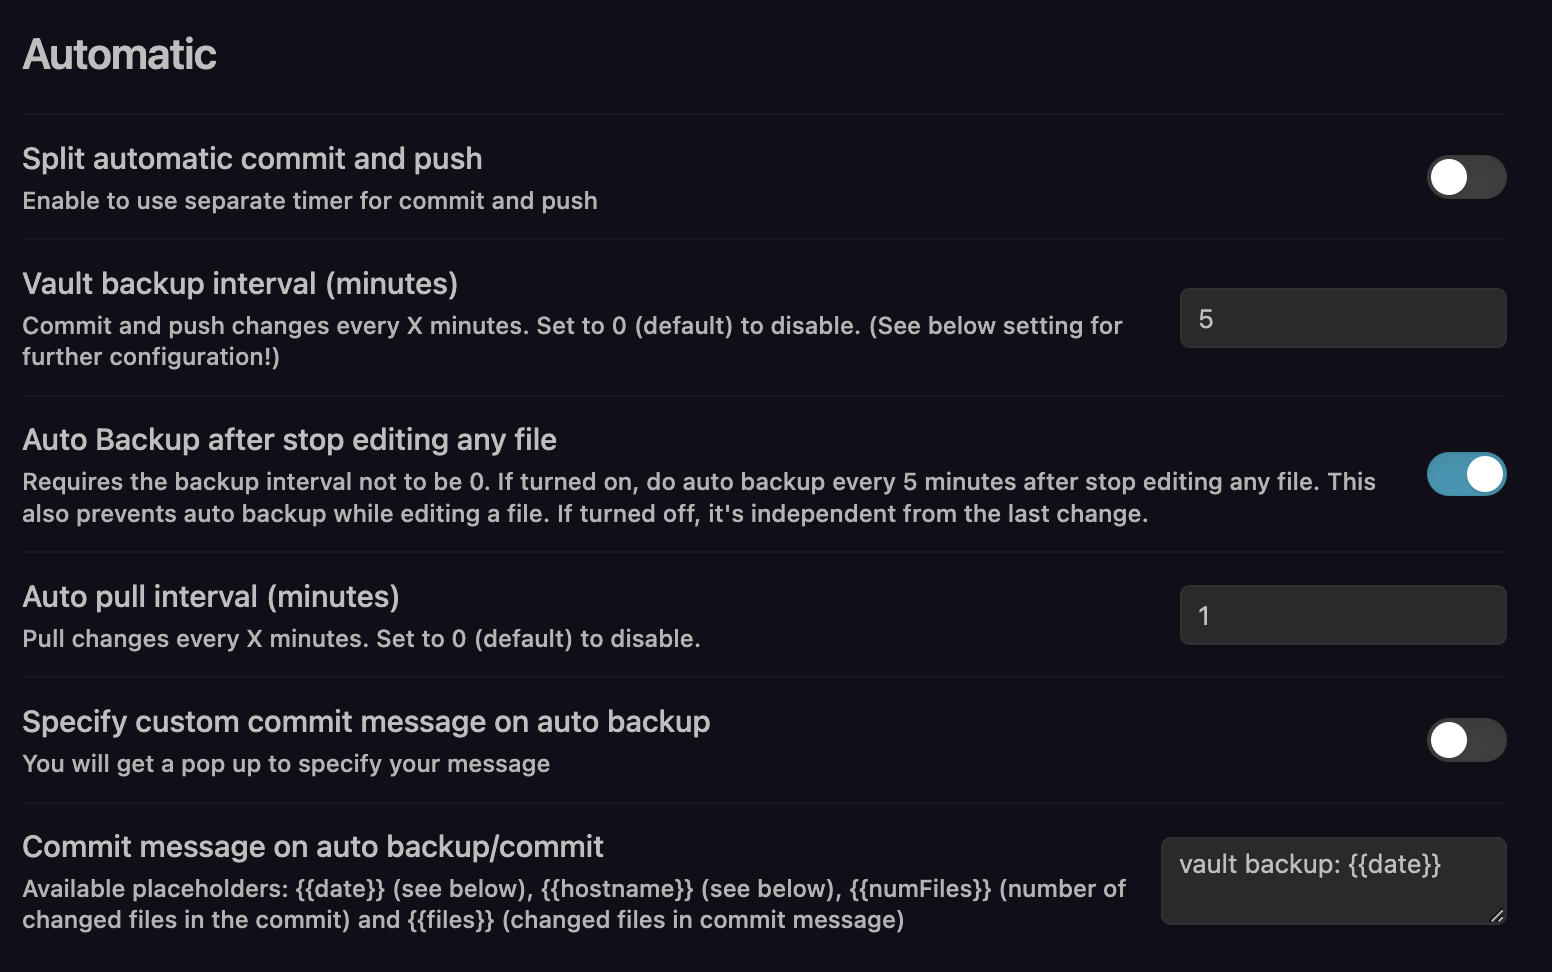 Automatic
Split automatic commit and push
Enable to use separate timer for commit and push
Vault backup interval (minutes)
Commit and push changes every X minutes. Set to 0 (default) to disable. (See below setting for
further configuration!)
5
Auto Backup after stop editing any file
Requires the backup interval not to be 0. If turned on, do auto backup every 5 minutes after stop editing any file. This
also prevents auto backup while editing a file. If turned off, it's independent from the last change.
Auto pull interval (minutes)
Pull changes every X minutes. Set to 0 (default) to disable.
1
Specify custom commit message on auto backup
You will get a pop up to specify your message
Commit message on auto backup/commit
Available placeholders: {{date}} (see below), {{hostname}} (see below), {{numFiles}} (number of
changed files in the commit) and {{files}} (changed files in commit message)
vault backup: {{date}}